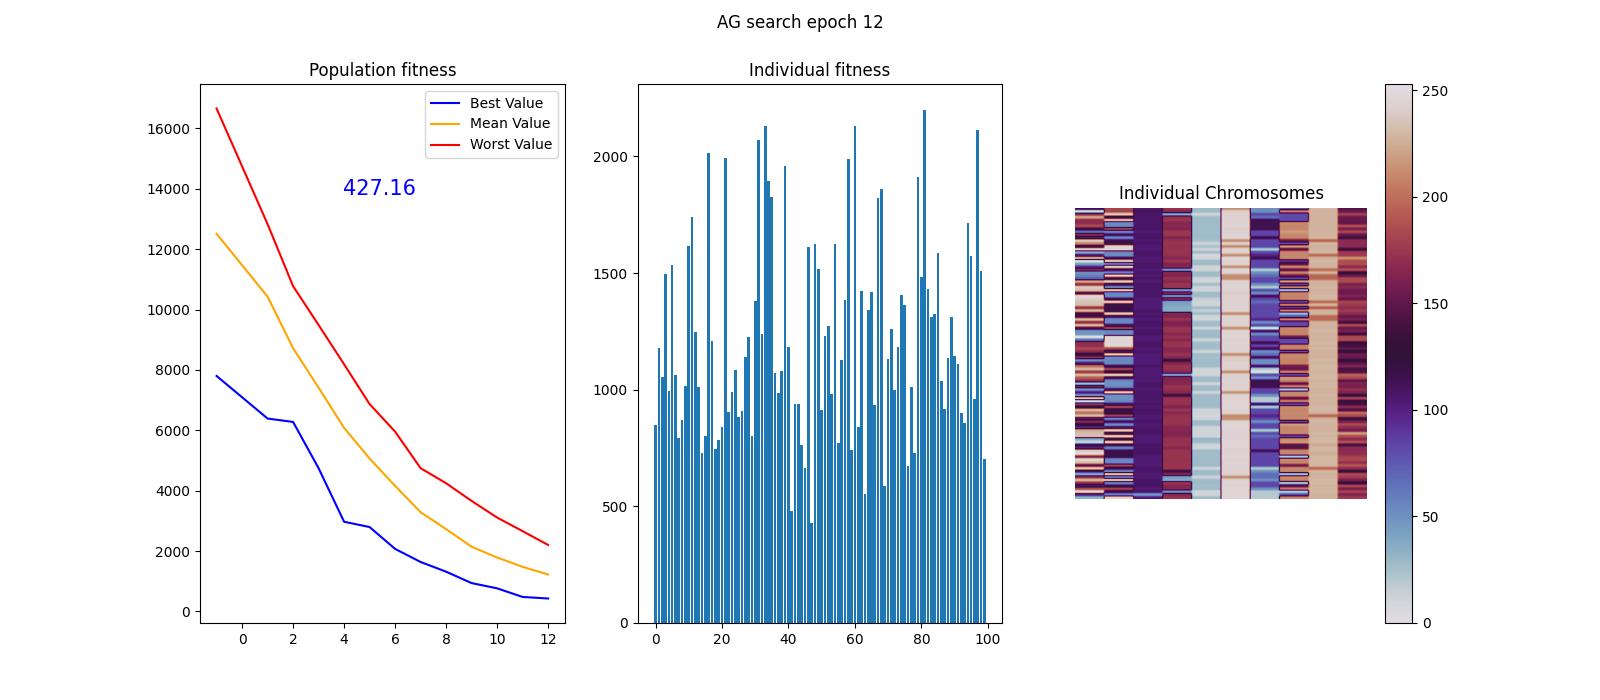 AG search epoch 12
Population fitness
Best Value
Mean Value
Worst Value
427.16
16000
14000
12000
10000
8000
6000
4000
2000
0
0 2 4 6 8 10 12
Individual fitness
2000
1500
1000
500
0
0 20 40 60 80 100
Individual Chromosomes
250
200
150
100
50
0